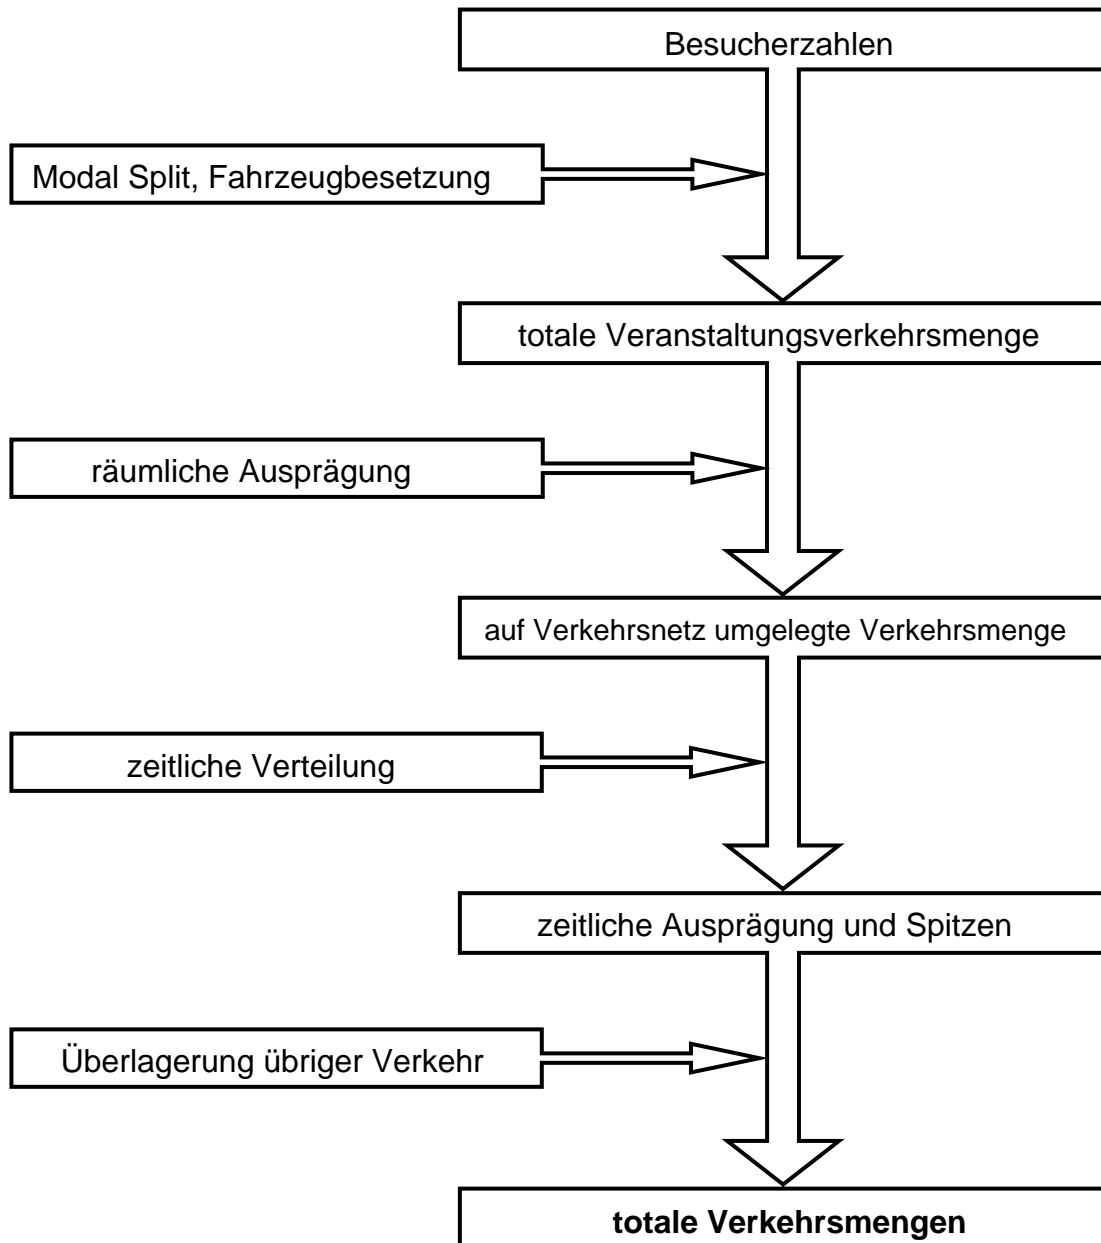 Besucherzahlen
Modal Split, Fahrzeugbesetzung
totale Veranstaltungsverkehrsmenge
räumliche Ausprägung
auf Verkehrsnetz umgelegte Verkehrsmenge
zeitliche Verteilung
zeitliche Ausprägung und Spitzen
Überlagerung übriger Verkehr
totale Verkehrsmengen